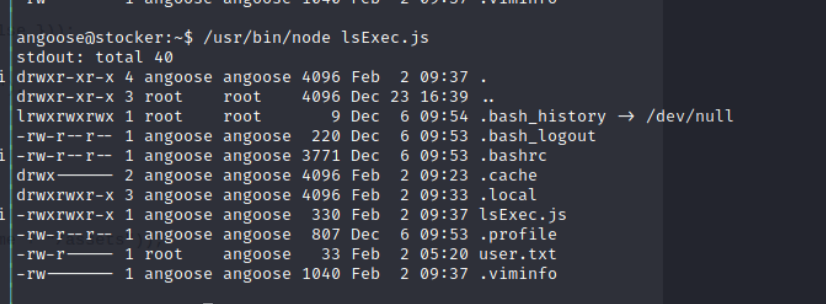 -rw 1 angoose angoose 1040 Feb 2 09:37 .viminfo
angoose@stocker:~$ /usr/bin/node lsExec.js
stdout: total 40
drwxr-xr-x 4 angoose angoose 4096 Feb  2 09:37 .
drwxr-xr-x 3 root    root    4096 Dec 23 16:39 ..
lrwxrwxrwx 1 root    root       9 Dec  6 09:54 .bash_history → /dev/null
-rw-r--r-- 1 angoose angoose  220 Dec  6 09:53 .bash_logout
-rw-r--r-- 1 angoose angoose 3771 Dec  6 09:53 .bashrc
drwx------ 2 angoose angoose 4096 Feb  2 09:23 .cache
drwxrwxr-x 3 angoose angoose 4096 Feb  2 09:33 .local
-rwxrwxr-x 1 angoose angoose  330 Feb  2 09:37 lsExec.js
-rw-r--r-- 1 angoose angoose  807 Dec  6 09:53 .profile
-rw-r----- 1 root    angoose   33 Feb  2 05:20 user.txt
-rw------- 1 angoose angoose 1040 Feb  2 09:37 .viminfo